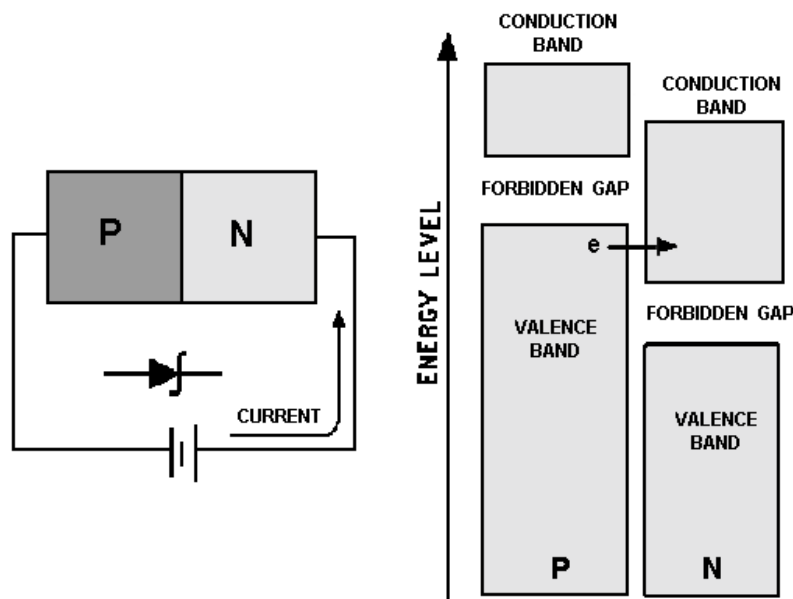 P
N
CURRENT
ENERGY LEVEL
CONDUCTION
BAND
CONDUCTION
BAND
FORBIDDEN GAP
e
FORBIDDEN GAP
VALENCE
BAND
VALENCE
BAND
P
N